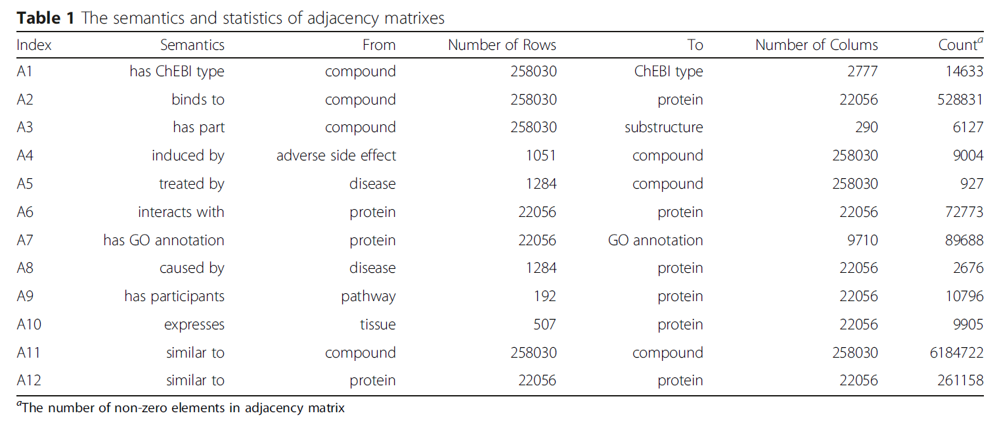 Table 1 The semantics and statistics of adjacency matrixes
Index Semantics From Number of Rows To Number of Colums Countᵃ
A1 has ChEBI type compound 258030 ChEBI type 2777 14633
A2 binds to compound 258030 protein 22056 528831
A3 has part compound 258030 substructure 290 6127
A4 induced by adverse side effect 1051 compound 258030 9004
A5 treated by disease 1284 compound 258030 927
A6 interacts with protein 22056 protein 22056 72773
A7 has GO annotation protein 22056 GO annotation 9710 89688
A8 caused by disease 1284 protein 22056 2676
A9 has participants pathway 192 protein 22056 10796
A10 expresses tissue 507 protein 22056 9905
A11 similar to compound 258030 compound 258030 6184722
A12 similar to protein 22056 protein 22056 261158
ᵃThe number of non-zero elements in adjacency matrix